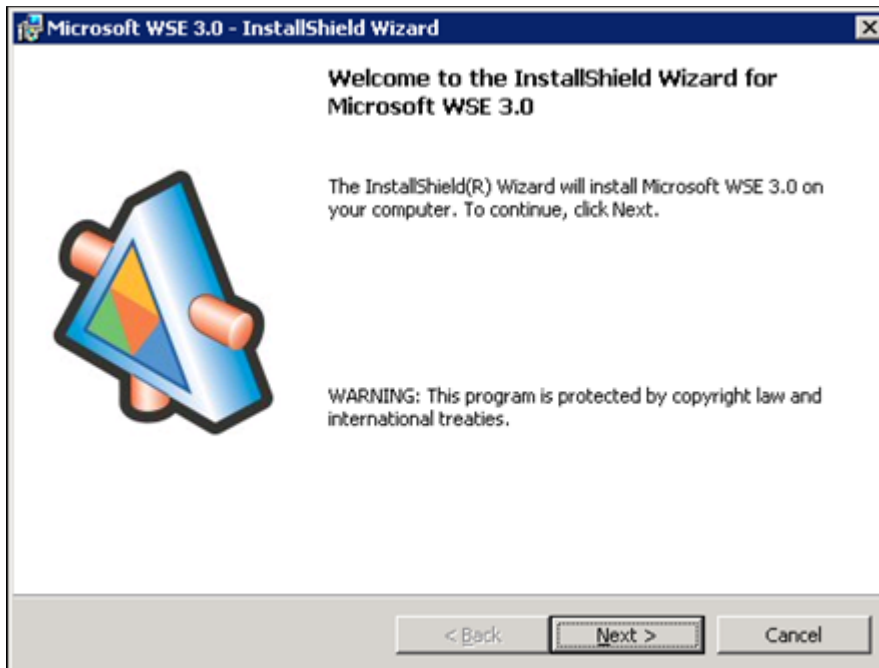 Microsoft WSE 3.0 - InstallShield Wizard
Welcome to the InstallShield Wizard for
Microsoft WSE 3.0
The InstallShield(R) Wizard will install Microsoft WSE 3.0 on
your computer. To continue, click Next.
WARNING: This program is protected by copyright law and
international treaties.
< Back
Next >
Cancel